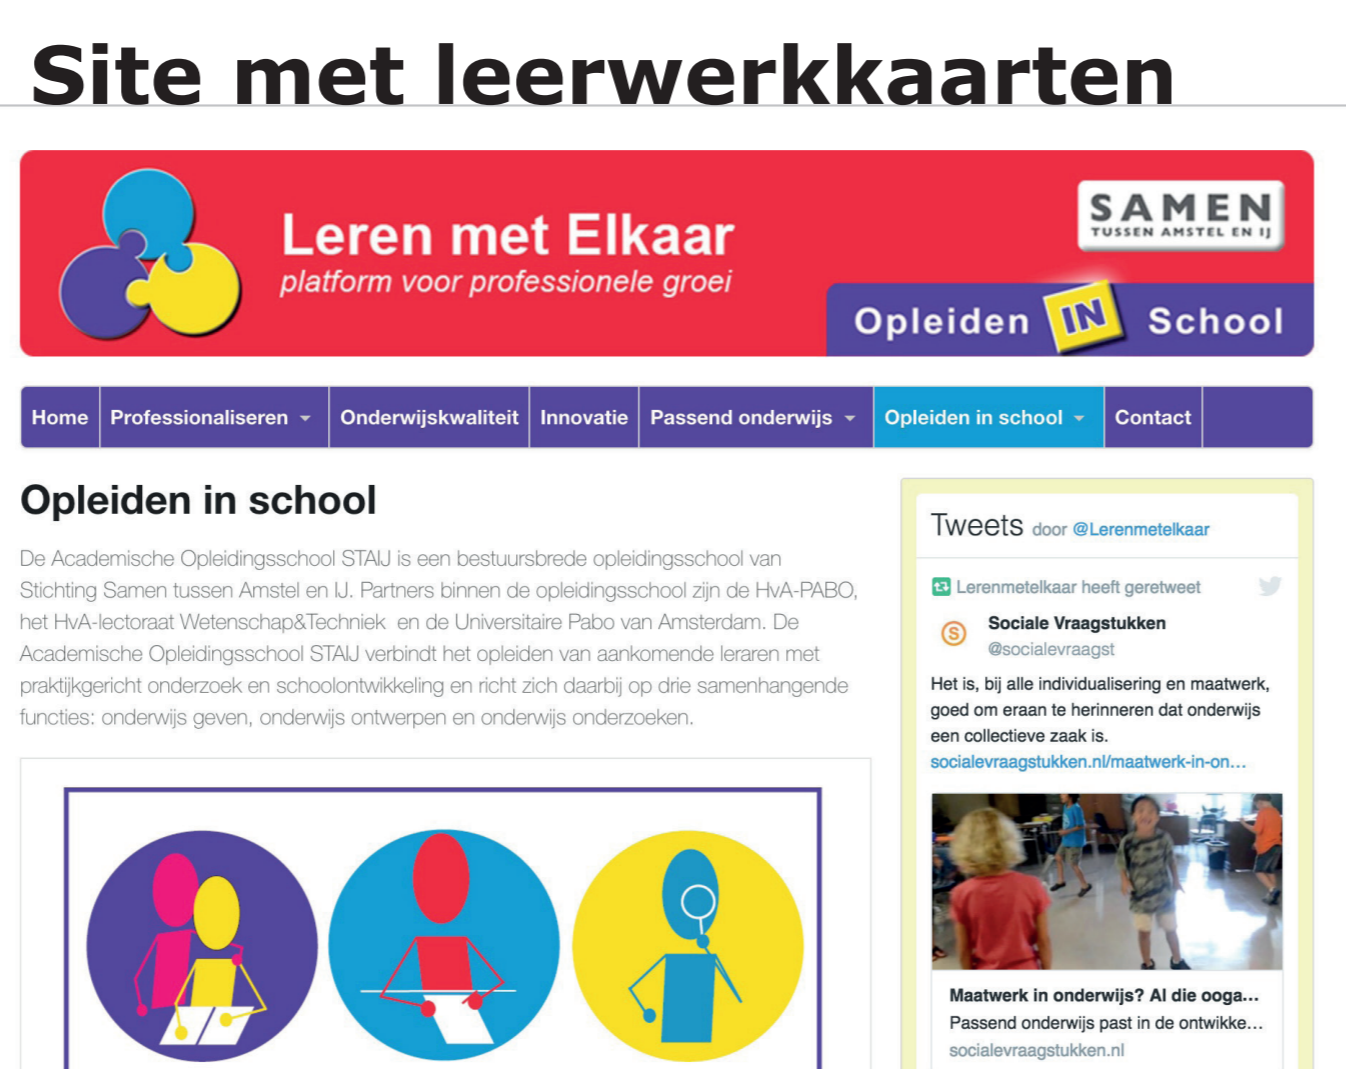 Site met leerwerkkaarten
Leren met Elkaar
platform voor professionele groei
SAMEN
TUSSEN AMSTEL EN IJ
Opleiden IN School
Home Professionaliseren Onderwijskwaliteit Innovatie Passend onderwijs Opleiden in school Contact
Opleiden in school
De Academische Opleidingsschool STAIJ is een bestuursbrede opleidingsschool van
Stichting Samen tussen Amstel en IJ. Partners binnen de opleidingsschool zijn de HvA-PABO,
het HvA-lectoraat Wetenschap&Techniek en de Universitaire Pabo van Amsterdam. De
Academische Opleidingsschool STAIJ verbindt het opleiden van aankomende leraren met
praktijkgericht onderzoek en schoolontwikkeling en richt zich daarbij op drie samenhangende
functies: onderwijs geven, onderwijs ontwerpen en onderwijs onderzoeken.
Tweets door @Lerenmetelkaar
Lerenmetelkaar heeft geretweet
S
Sociale Vraagstukken
@socialevraagst
Het is, bij alle individualisering en maatwerk,
goed om eraan te herinneren dat onderwijs
een collectieve zaak is.
socialevraagstukken.nl/maatwerk-in-on…
Maatwerk in onderwijs? Al die ooga…
Passend onderwijs past in de ontwikke…
socialevraagstukken.nl